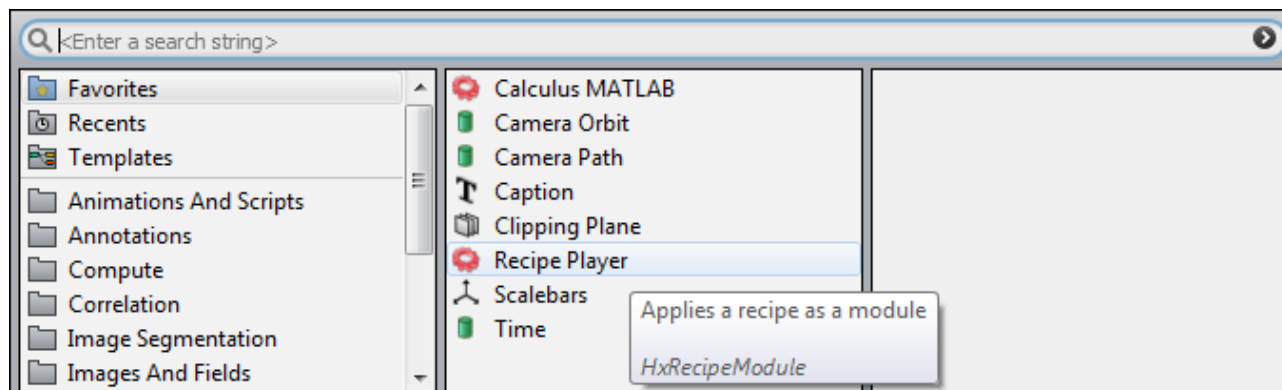 <Enter a search string>
Favorites
Recents
Templates
Animations And Scripts
Annotations
Compute
Correlation
Image Segmentation
Images And Fields
Calculus MATLAB
Camera Orbit
Camera Path
Caption
Clipping Plane
Recipe Player
Scalebars
Time
Applies a recipe as a module
HxRecipeModule